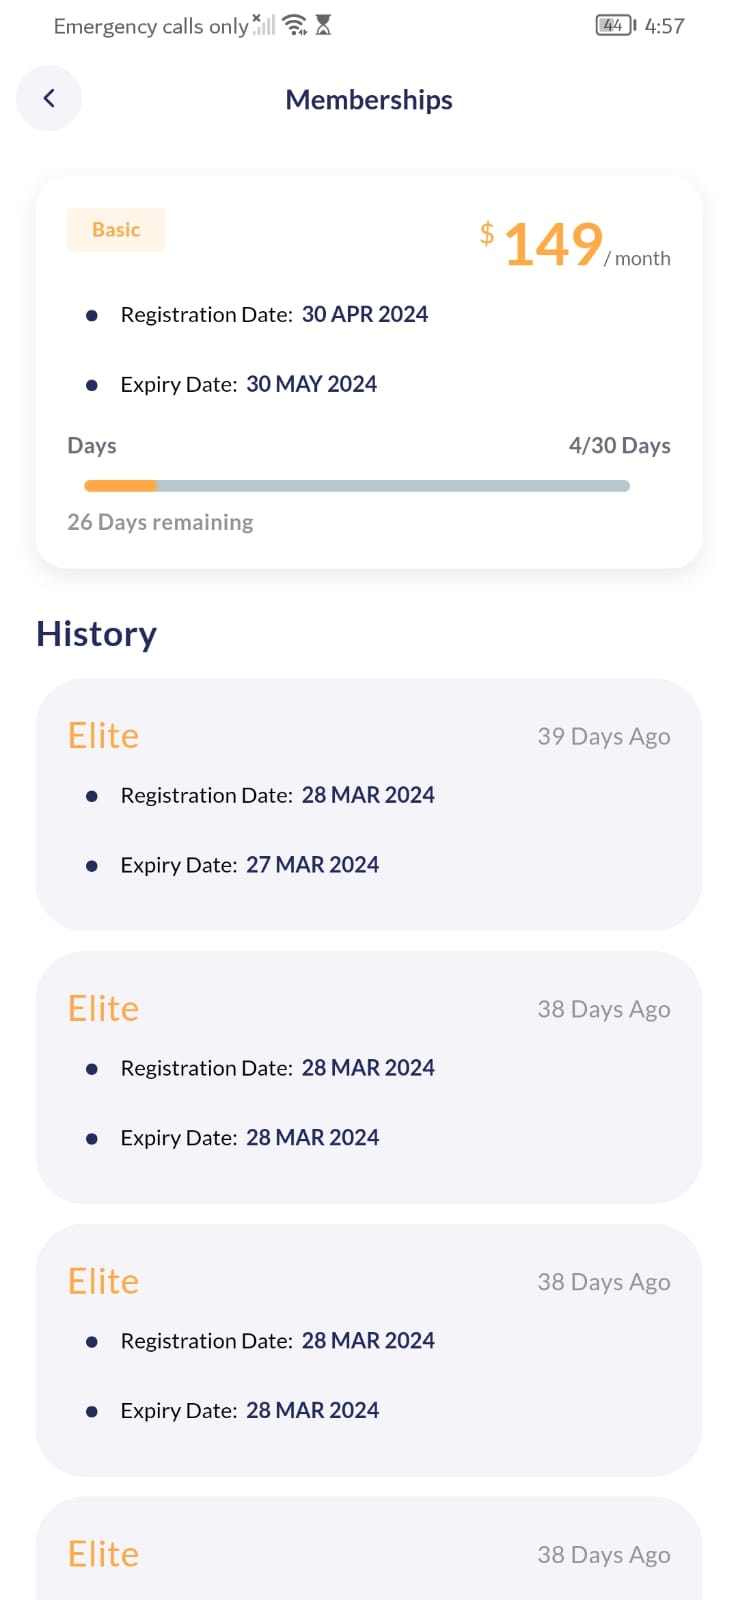 Emergency calls only 44 4:57
Memberships
Basic
$ 149 / month
Registration Date: 30 APR 2024
Expiry Date: 30 MAY 2024
Days 4/30 Days
26 Days remaining
History
Elite 39 Days Ago
Registration Date: 28 MAR 2024
Expiry Date: 27 MAR 2024
Elite 38 Days Ago
Registration Date: 28 MAR 2024
Expiry Date: 28 MAR 2024
Elite 38 Days Ago
Registration Date: 28 MAR 2024
Expiry Date: 28 MAR 2024
Elite 38 Days Ago